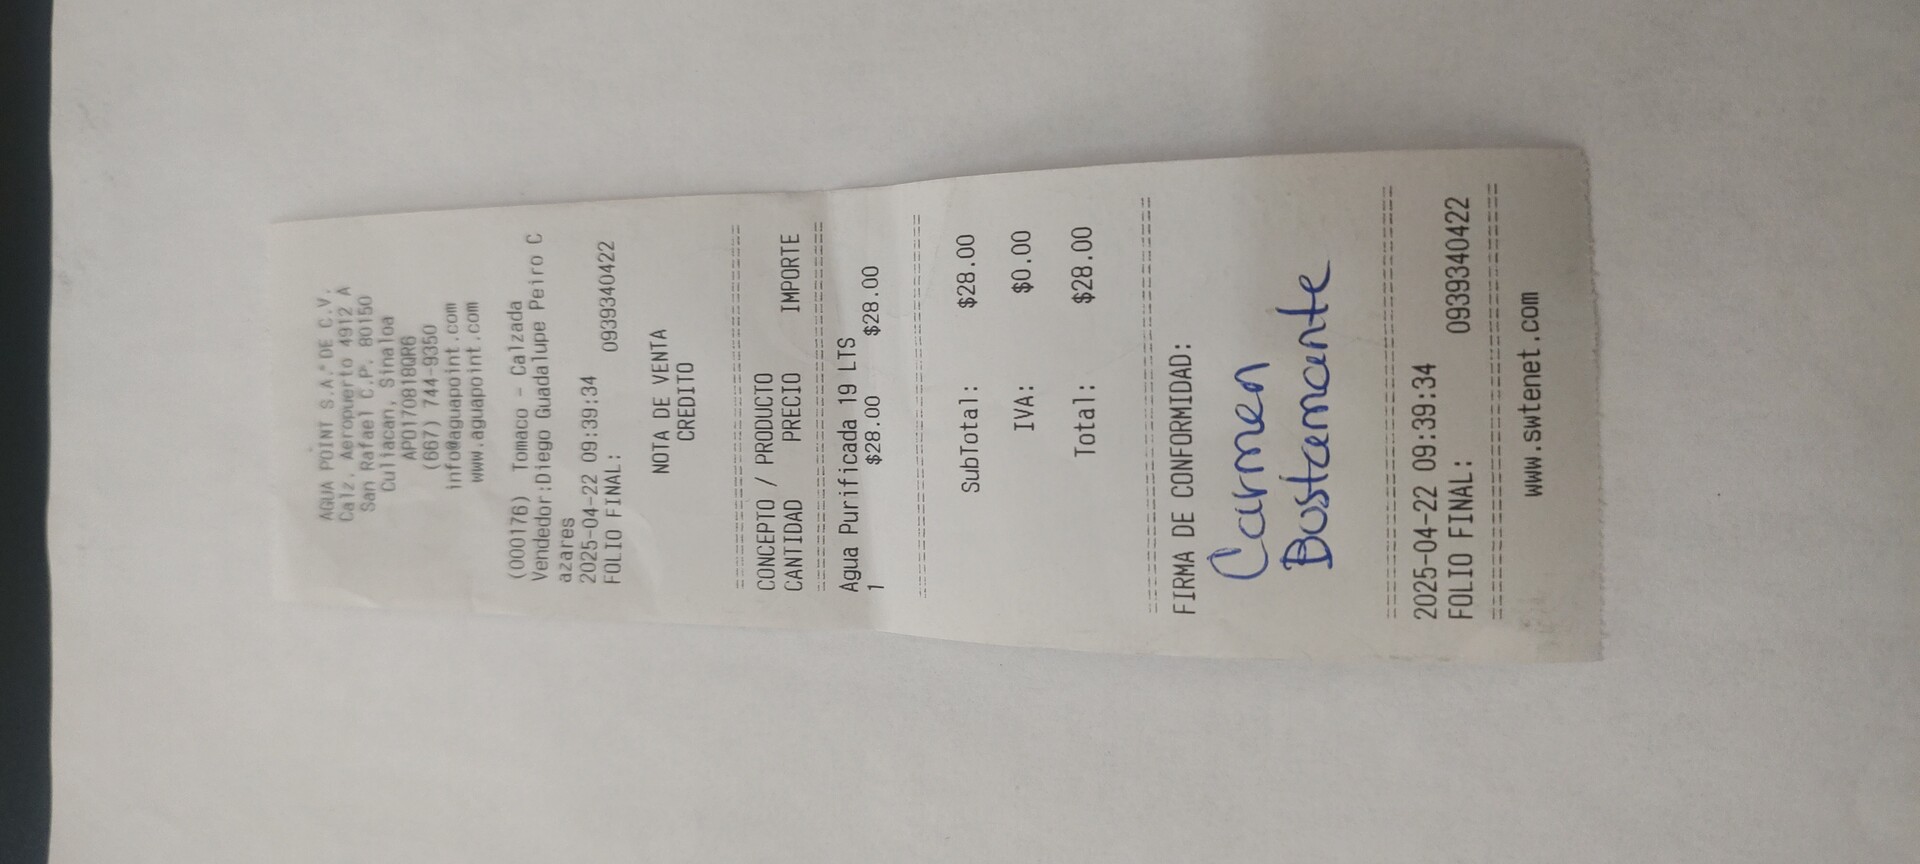 AGUA POINT S.A. DE C.V.
Calz. Aeropuerto 4912 A
San Rafael C.P. 80150
Culiacan, Sinaloa
APO170818QR6
(667) 744-9350
info@aguapoint.com
www.aguapoint.com
(000176) Tomaco - Calzada
Vendedor:Diego Guadalupe Peiro C
azares
2025-04-22 09:39:34
FOLIO FINAL: 0939340422
NOTA DE VENTA
CREDITO
CONCEPTO / PRODUCTO
CANTIDAD PRECIO IMPORTE
Agua Purificada 19 LTS
1 $28.00 $28.00
SubTotal: $28.00
IVA: $0.00
Total: $28.00
FIRMA DE CONFORMIDAD:
Carmen
Bustamante
2025-04-22 09:39:34
FOLIO FINAL: 0939340422
www.swtenet.com